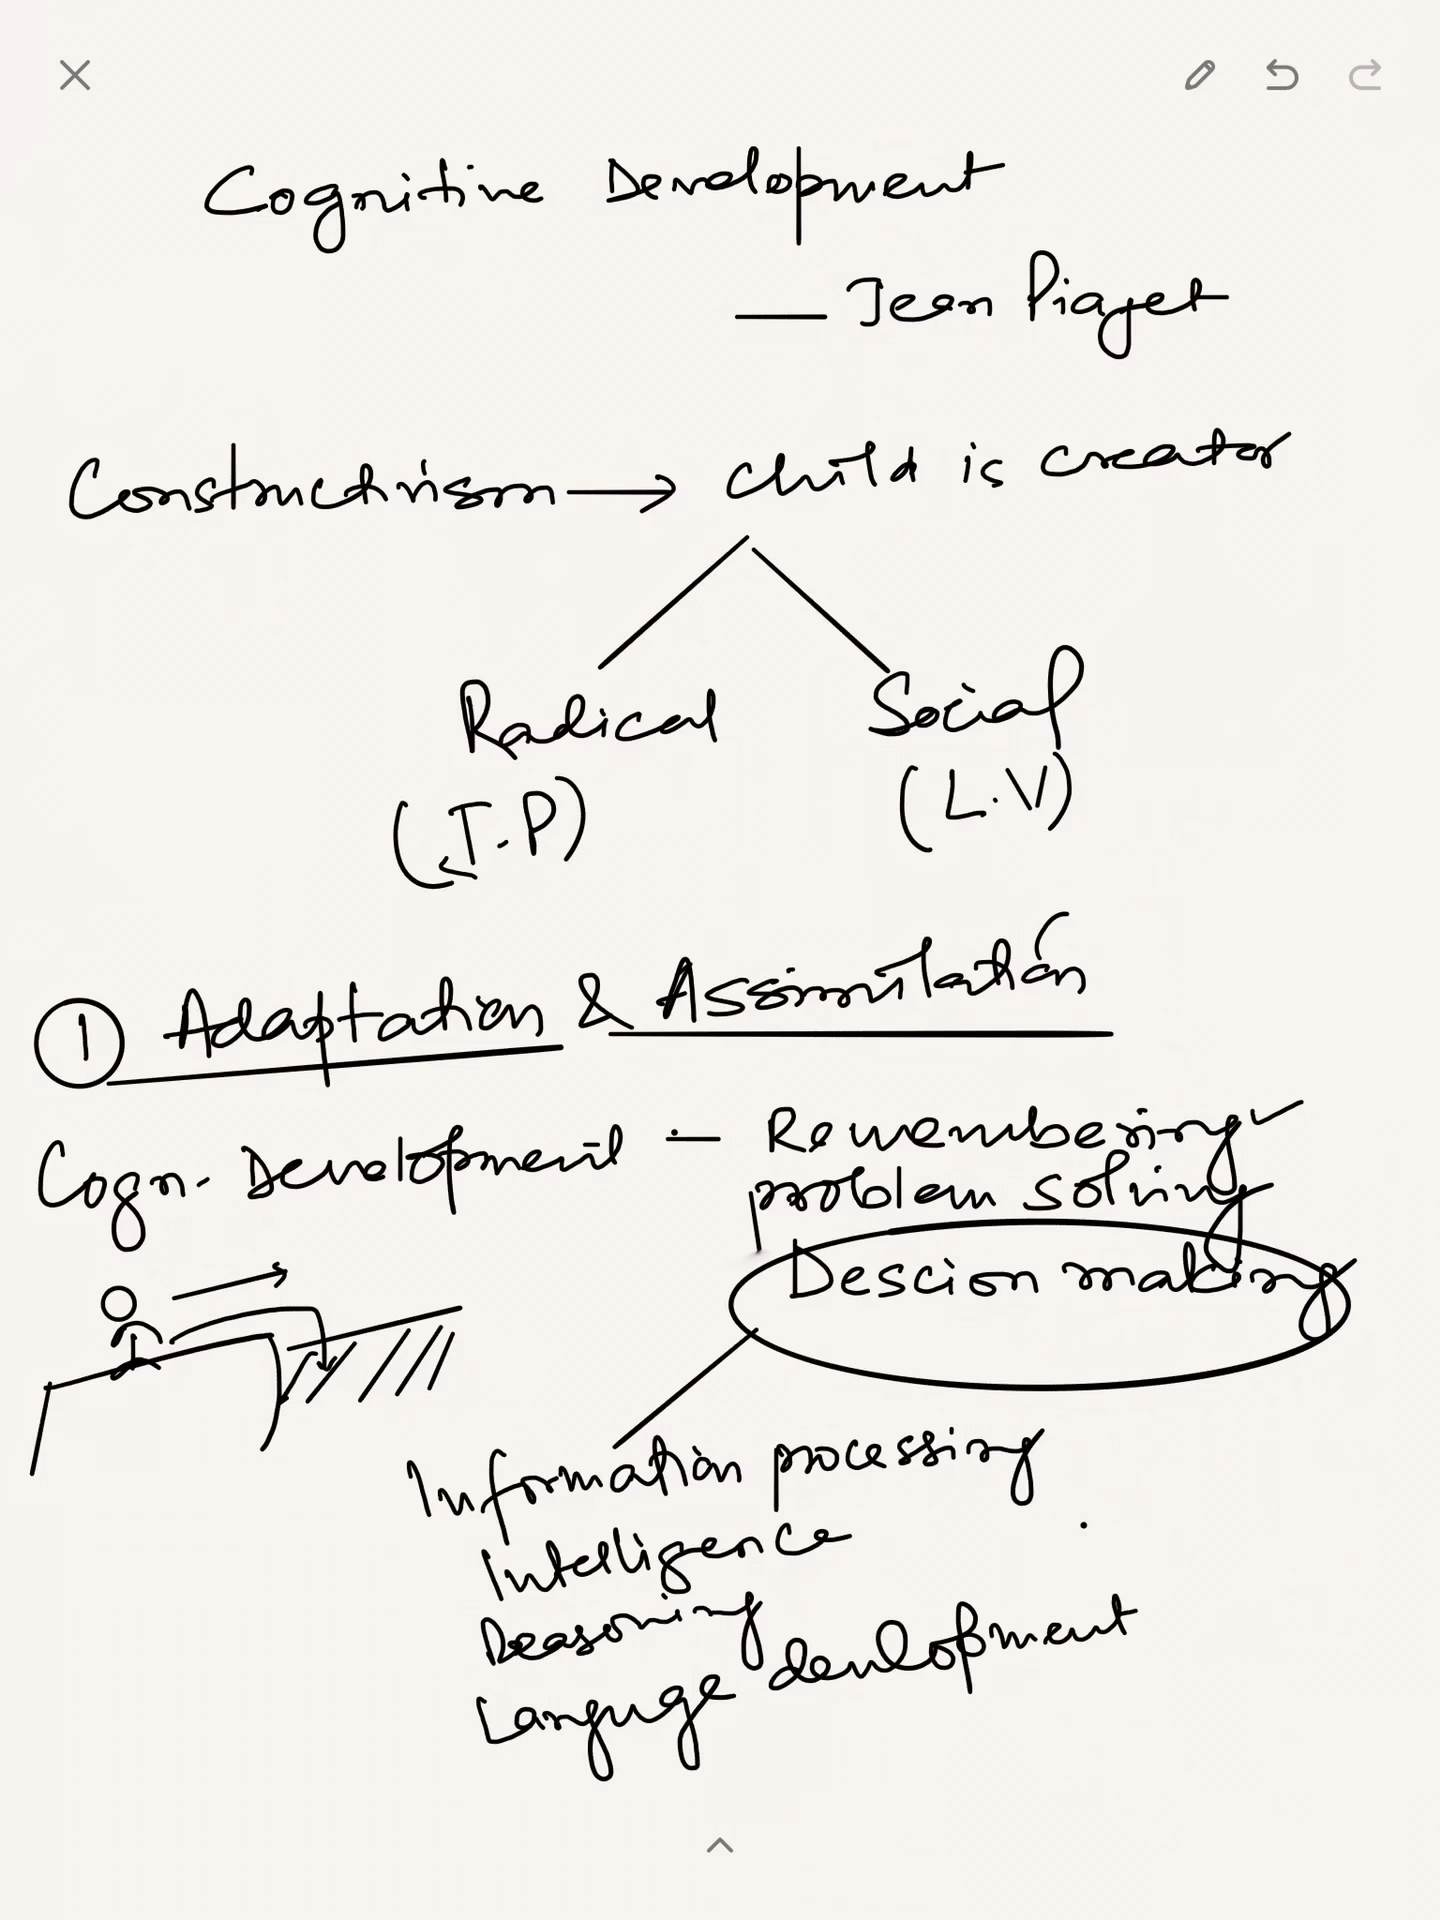 Cognitive Development
— Jean Piaget
Constructivism → child is creator
Radical Social
(J.P) (L.V)
① Adaptation & Assimilation
Cogn. Development — Remembering
problem solving
Descion making
Information processing
Intelligence
Reasoning
Languge development